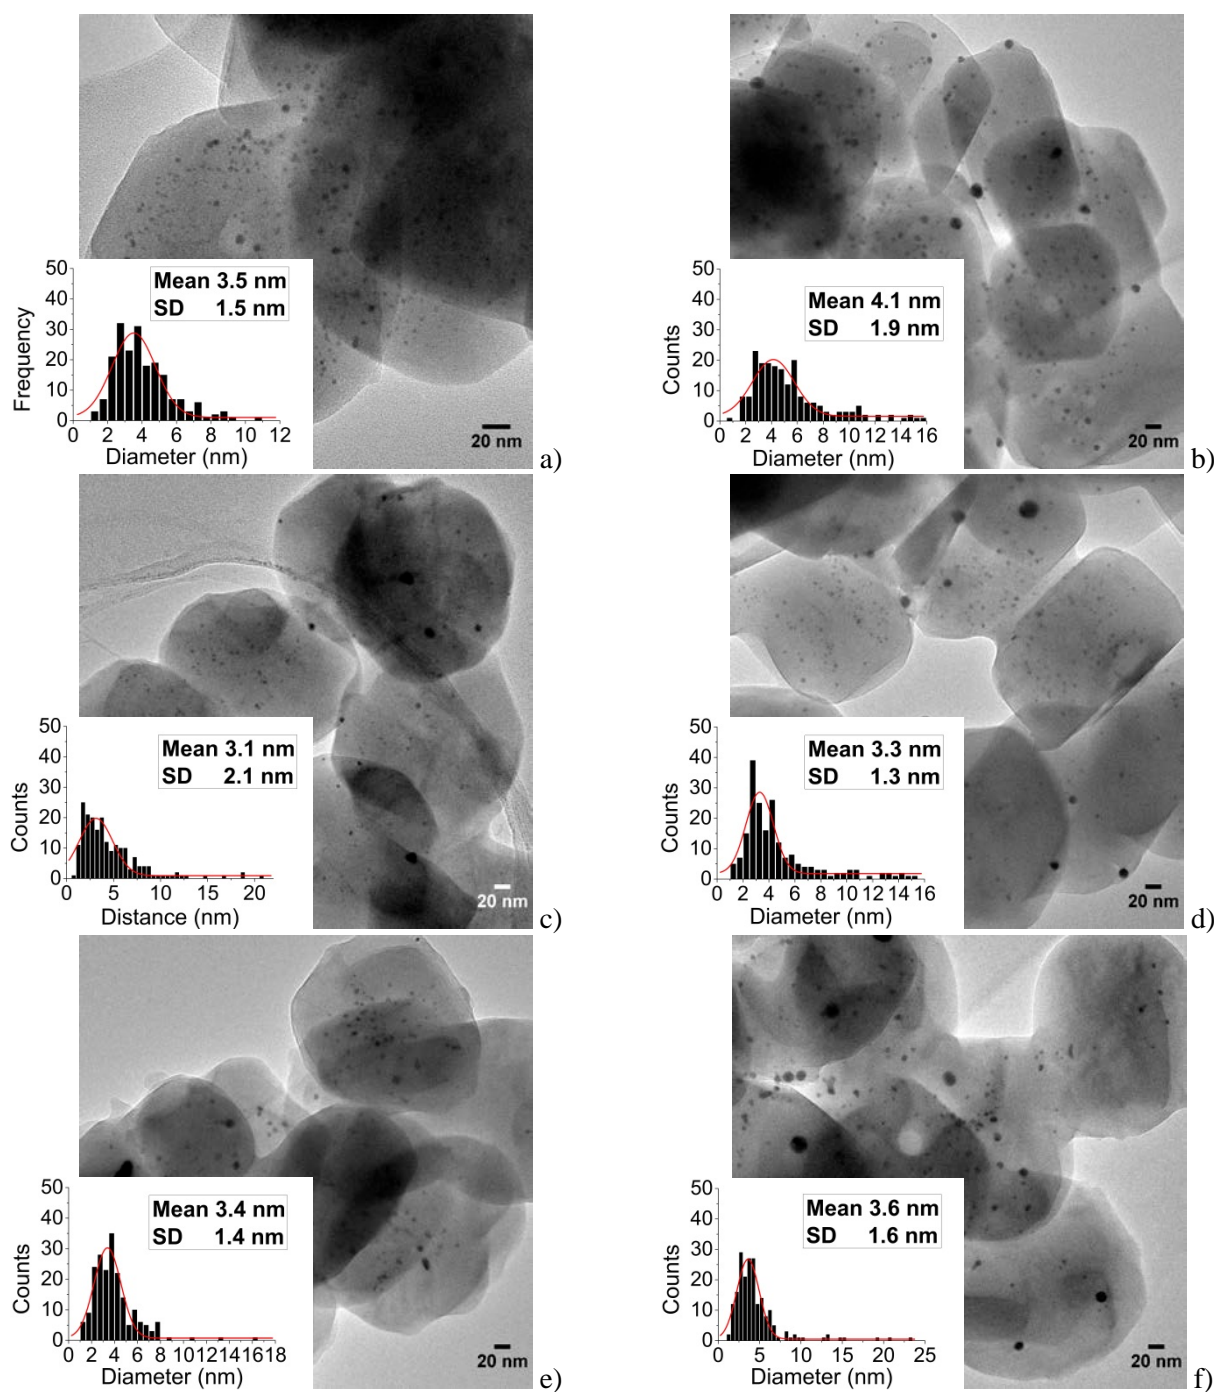 50
40
30
20
10
0
Frequency
Mean 3.5 nm
SD 1.5 nm
0 2 4 6 8 10 12
Diameter (nm)
20 nm
a)
50
40
30
20
10
0
Counts
Mean 4.1 nm
SD 1.9 nm
0 2 4 6 8 10 12 14 16
Diameter (nm)
20 nm
b)
50
40
30
20
10
0
Counts
Mean 3.1 nm
SD 2.1 nm
0 5 10 15 20
Distance (nm)
20 nm
c)
50
40
30
20
10
0
Counts
Mean 3.3 nm
SD 1.3 nm
0 2 4 6 8 10 12 14 16
Diameter (nm)
20 nm
d)
50
40
30
20
10
0
Counts
Mean 3.4 nm
SD 1.4 nm
0 2 4 6 8 10 12 14 16 18
Diameter (nm)
20 nm
e)
50
40
30
20
10
0
Counts
Mean 3.6 nm
SD 1.6 nm
0 5 10 15 20 25
Diameter (nm)
20 nm
f)